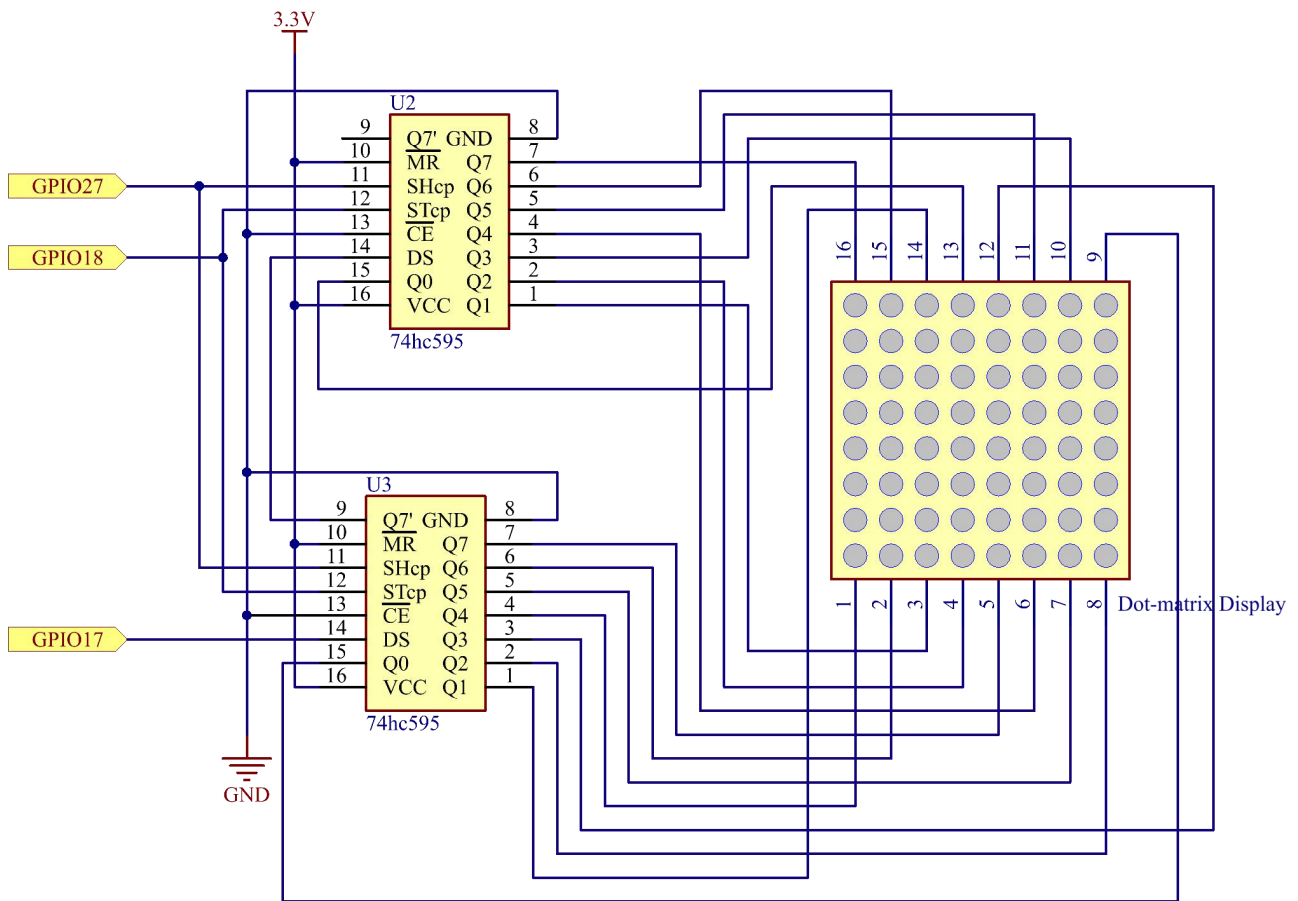 3.3V
U2
9 Q7' GND 8
10 MR Q7 7
11 SHcp Q6 6
12 STcp Q5 5
13 CE Q4 4
14 DS Q3 3
15 Q0 Q2 2
16 VCC Q1 1
74hc595
GPIO27
GPIO18
16 15 14 13 12 11 10 9
1 2 3 4 5 6 7 8
Dot-matrix Display
U3
9 Q7' GND 8
10 MR Q7 7
11 SHcp Q6 6
12 STcp Q5 5
13 CE Q4 4
14 DS Q3 3
15 Q0 Q2 2
16 VCC Q1 1
74hc595
GPIO17
GND